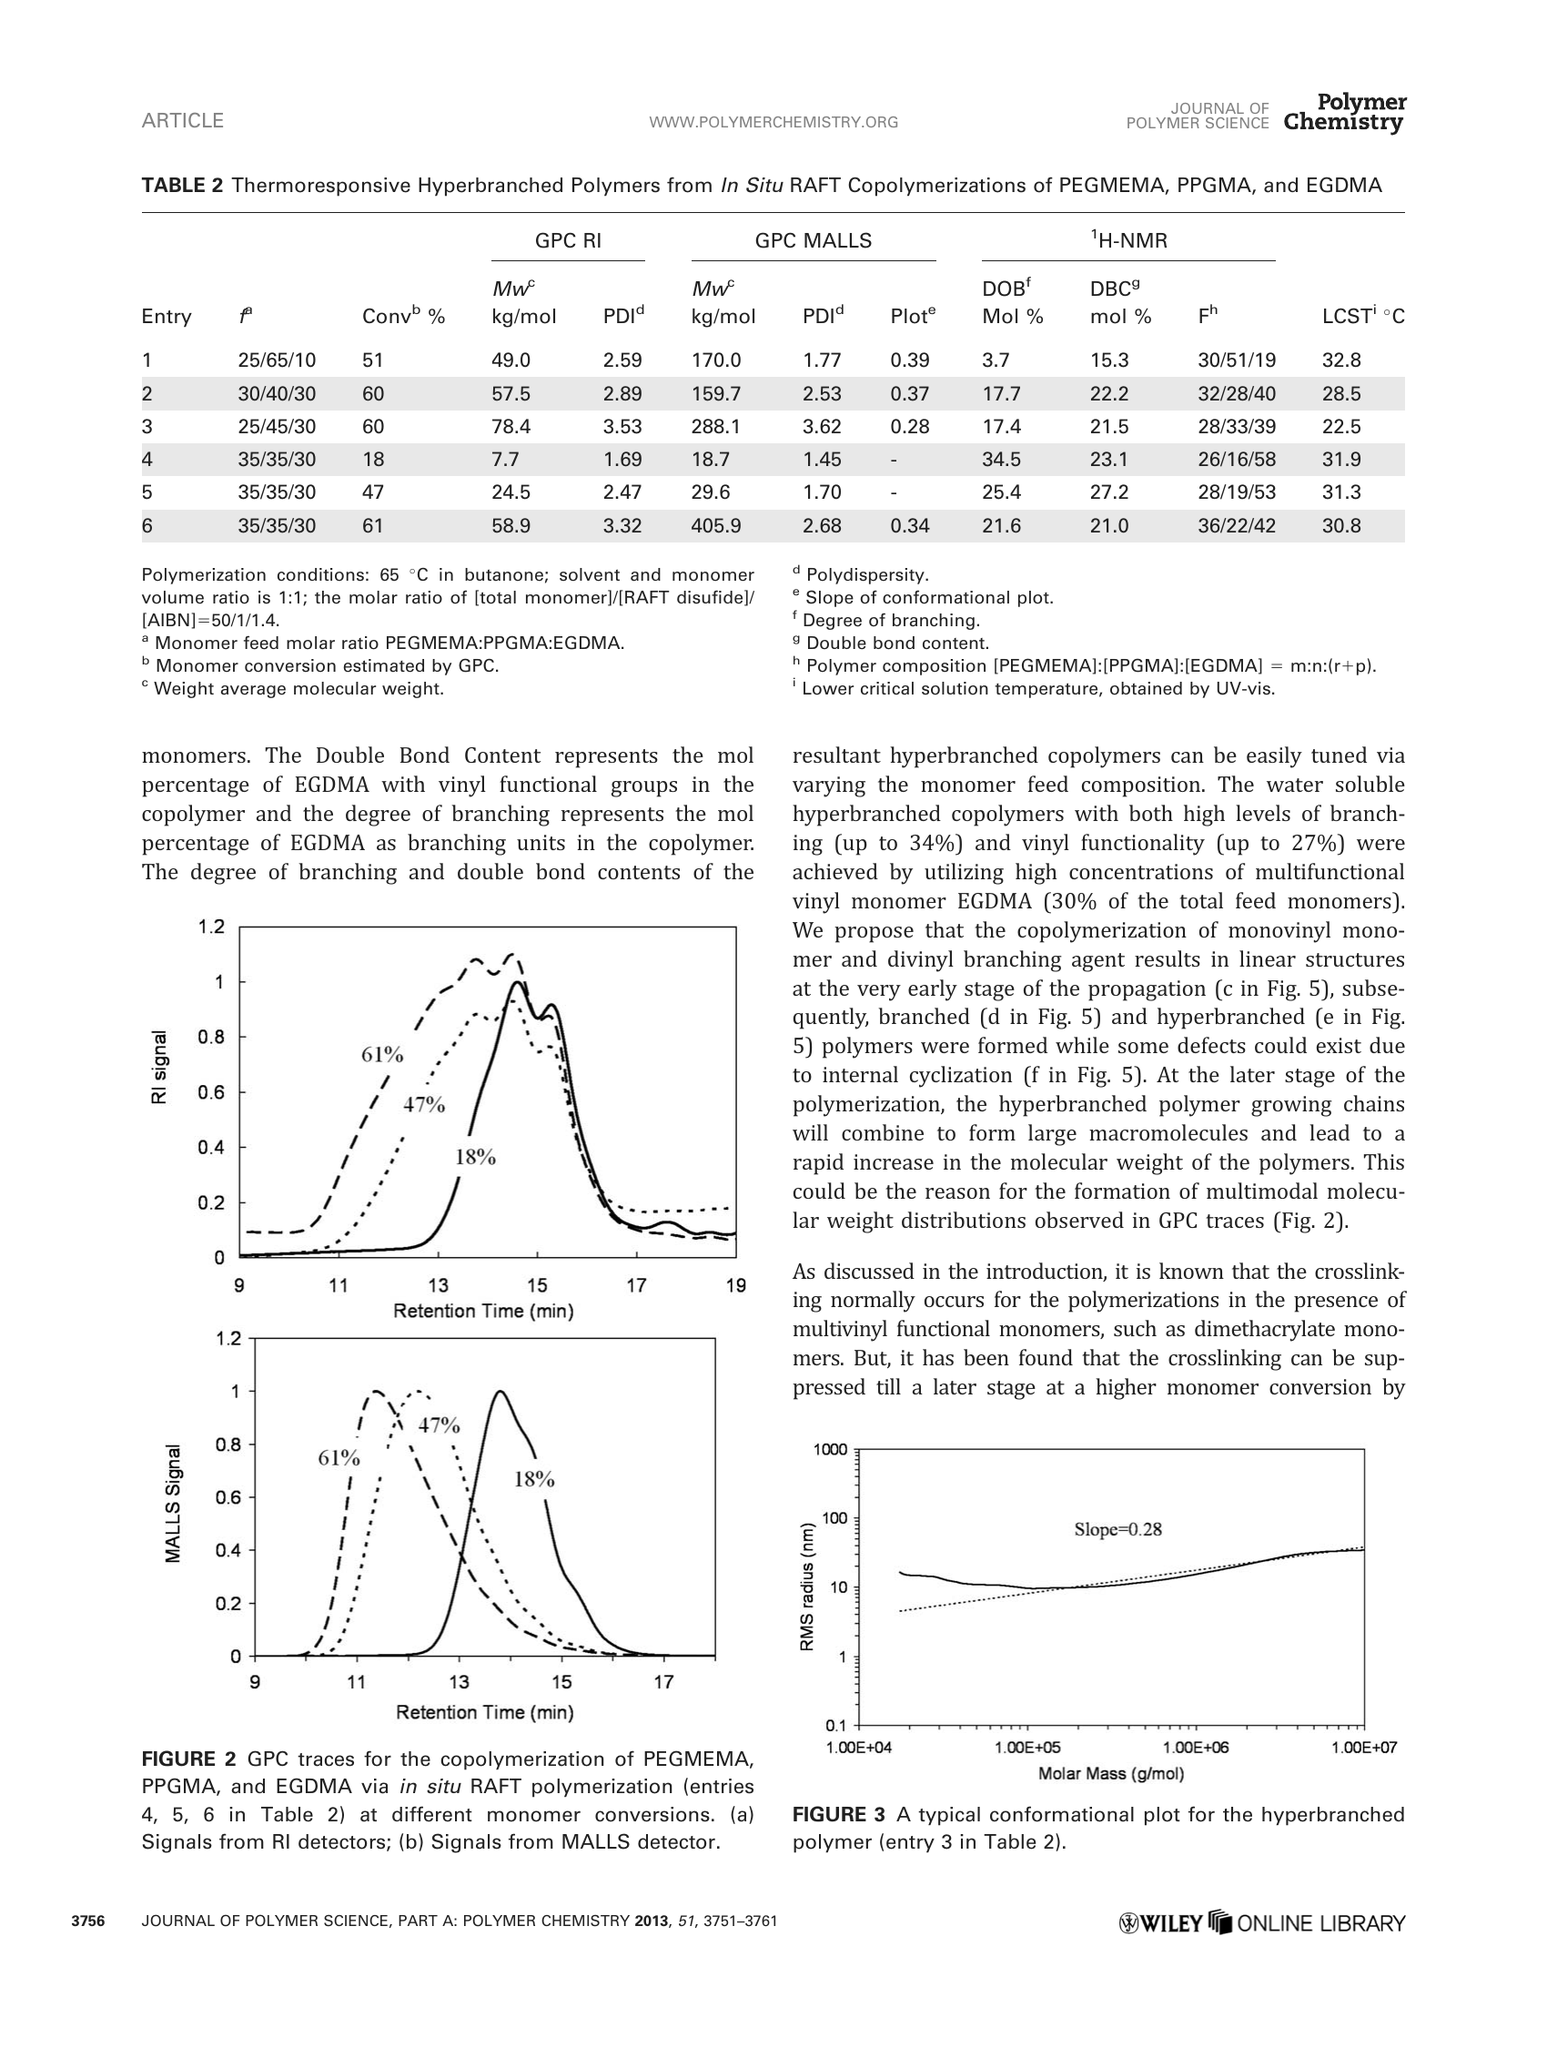 ARTICLE
WWW.POLYMERCHEMISTRY.ORG
JOURNAL OF
POLYMER SCIENCE
Polymer
Chemistry
TABLE 2 Thermoresponsive Hyperbranched Polymers from In Situ RAFT Copolymerizations of PEGMEMA, PPGMA, and EGDMA
GPC RI GPC MALLS ¹H-NMR
Mwᶜ Mwᶜ DOBᶠ DBCᵍ
Entry fᵃ Convᵇ % kg/mol PDIᵈ kg/mol PDIᵈ Plotᵉ Mol % mol % Fʰ LCSTⁱ °C
1 25/65/10 51 49.0 2.59 170.0 1.77 0.39 3.7 15.3 30/51/19 32.8
2 30/40/30 60 57.5 2.89 159.7 2.53 0.37 17.7 22.2 32/28/40 28.5
3 25/45/30 60 78.4 3.53 288.1 3.62 0.28 17.4 21.5 28/33/39 22.5
4 35/35/30 18 7.7 1.69 18.7 1.45 - 34.5 23.1 26/16/58 31.9
5 35/35/30 47 24.5 2.47 29.6 1.70 - 25.4 27.2 28/19/53 31.3
6 35/35/30 61 58.9 3.32 405.9 2.68 0.34 21.6 21.0 36/22/42 30.8
Polymerization conditions: 65 °C in butanone; solvent and monomer
volume ratio is 1:1; the molar ratio of [total monomer]/[RAFT disufide]/
[AIBN]=50/1/1.4.
ᵃ Monomer feed molar ratio PEGMEMA:PPGMA:EGDMA.
ᵇ Monomer conversion estimated by GPC.
ᶜ Weight average molecular weight.
ᵈ Polydispersity.
ᵉ Slope of conformational plot.
ᶠ Degree of branching.
ᵍ Double bond content.
ʰ Polymer composition [PEGMEMA]:[PPGMA]:[EGDMA] = m:n:(r+p).
ⁱ Lower critical solution temperature, obtained by UV-vis.
monomers. The Double Bond Content represents the mol
percentage of EGDMA with vinyl functional groups in the
copolymer and the degree of branching represents the mol
percentage of EGDMA as branching units in the copolymer.
The degree of branching and double bond contents of the
1.2
1
0.8
0.6
0.4
0.2
0
RI signal
61%
47%
18%
9 11 13 15 17 19
Retention Time (min)
1.2
1
0.8
0.6
0.4
0.2
0
MALLS Signal
61%
47%
18%
9 11 13 15 17
Retention Time (min)
FIGURE 2 GPC traces for the copolymerization of PEGMEMA,
PPGMA, and EGDMA via in situ RAFT polymerization (entries
4, 5, 6 in Table 2) at different monomer conversions. (a)
Signals from RI detectors; (b) Signals from MALLS detector.
resultant hyperbranched copolymers can be easily tuned via
varying the monomer feed composition. The water soluble
hyperbranched copolymers with both high levels of branch-
ing (up to 34%) and vinyl functionality (up to 27%) were
achieved by utilizing high concentrations of multifunctional
vinyl monomer EGDMA (30% of the total feed monomers).
We propose that the copolymerization of monovinyl mono-
mer and divinyl branching agent results in linear structures
at the very early stage of the propagation (c in Fig. 5), subse-
quently, branched (d in Fig. 5) and hyperbranched (e in Fig.
5) polymers were formed while some defects could exist due
to internal cyclization (f in Fig. 5). At the later stage of the
polymerization, the hyperbranched polymer growing chains
will combine to form large macromolecules and lead to a
rapid increase in the molecular weight of the polymers. This
could be the reason for the formation of multimodal molecu-
lar weight distributions observed in GPC traces (Fig. 2).
As discussed in the introduction, it is known that the crosslink-
ing normally occurs for the polymerizations in the presence of
multivinyl functional monomers, such as dimethacrylate mono-
mers. But, it has been found that the crosslinking can be sup-
pressed till a later stage at a higher monomer conversion by
1000
100
10
1
0.1
RMS radius (nm)
Slope=0.28
1.00E+04 1.00E+05 1.00E+06 1.00E+07
Molar Mass (g/mol)
FIGURE 3 A typical conformational plot for the hyperbranched
polymer (entry 3 in Table 2).
3756 JOURNAL OF POLYMER SCIENCE, PART A: POLYMER CHEMISTRY 2013, 51, 3751–3761
WILEY ONLINE LIBRARY